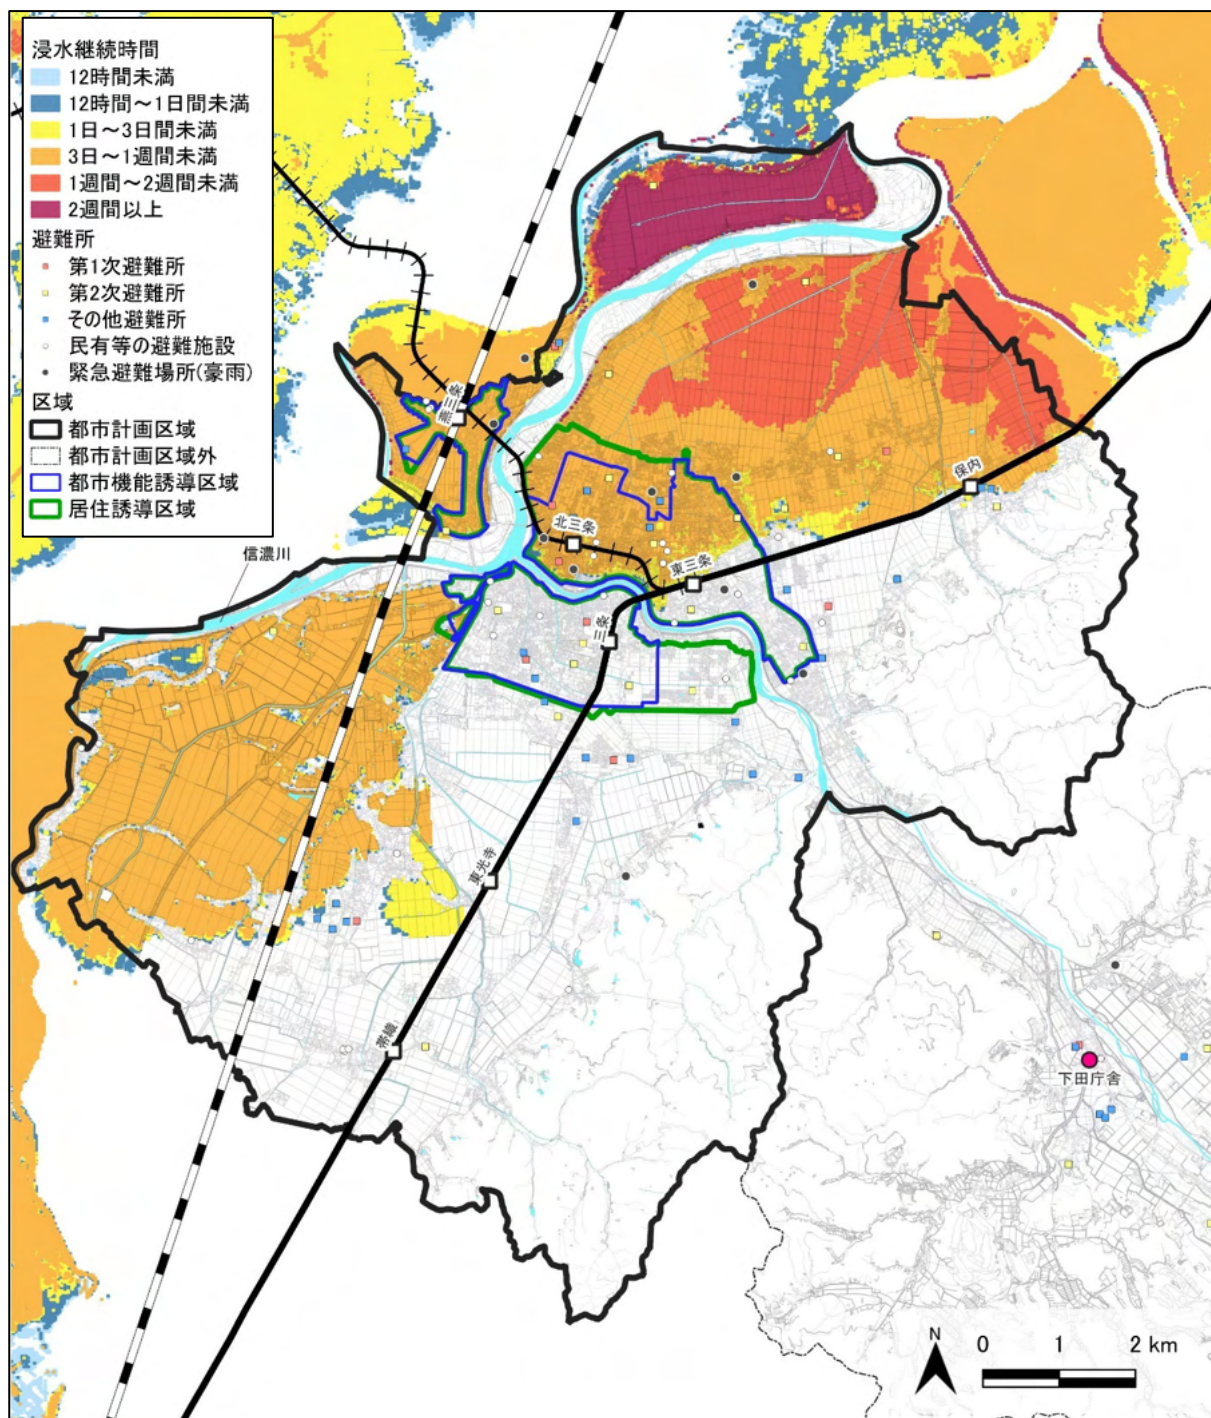 浸水継続時間
12時間未満
12時間～1日間未満
1日～3日間未満
3日～1週間未満
1週間～2週間未満
2週間以上
避難所
第1次避難所
第2次避難所
その他避難所
民有等の避難施設
緊急避難場所(豪雨)
区域
都市計画区域
都市計画区域外
都市機能誘導区域
居住誘導区域
燕三条
保内
北三条
信濃川
東三条
三条
東光寺
帯織
下田庁舎
N
0 1 2 km